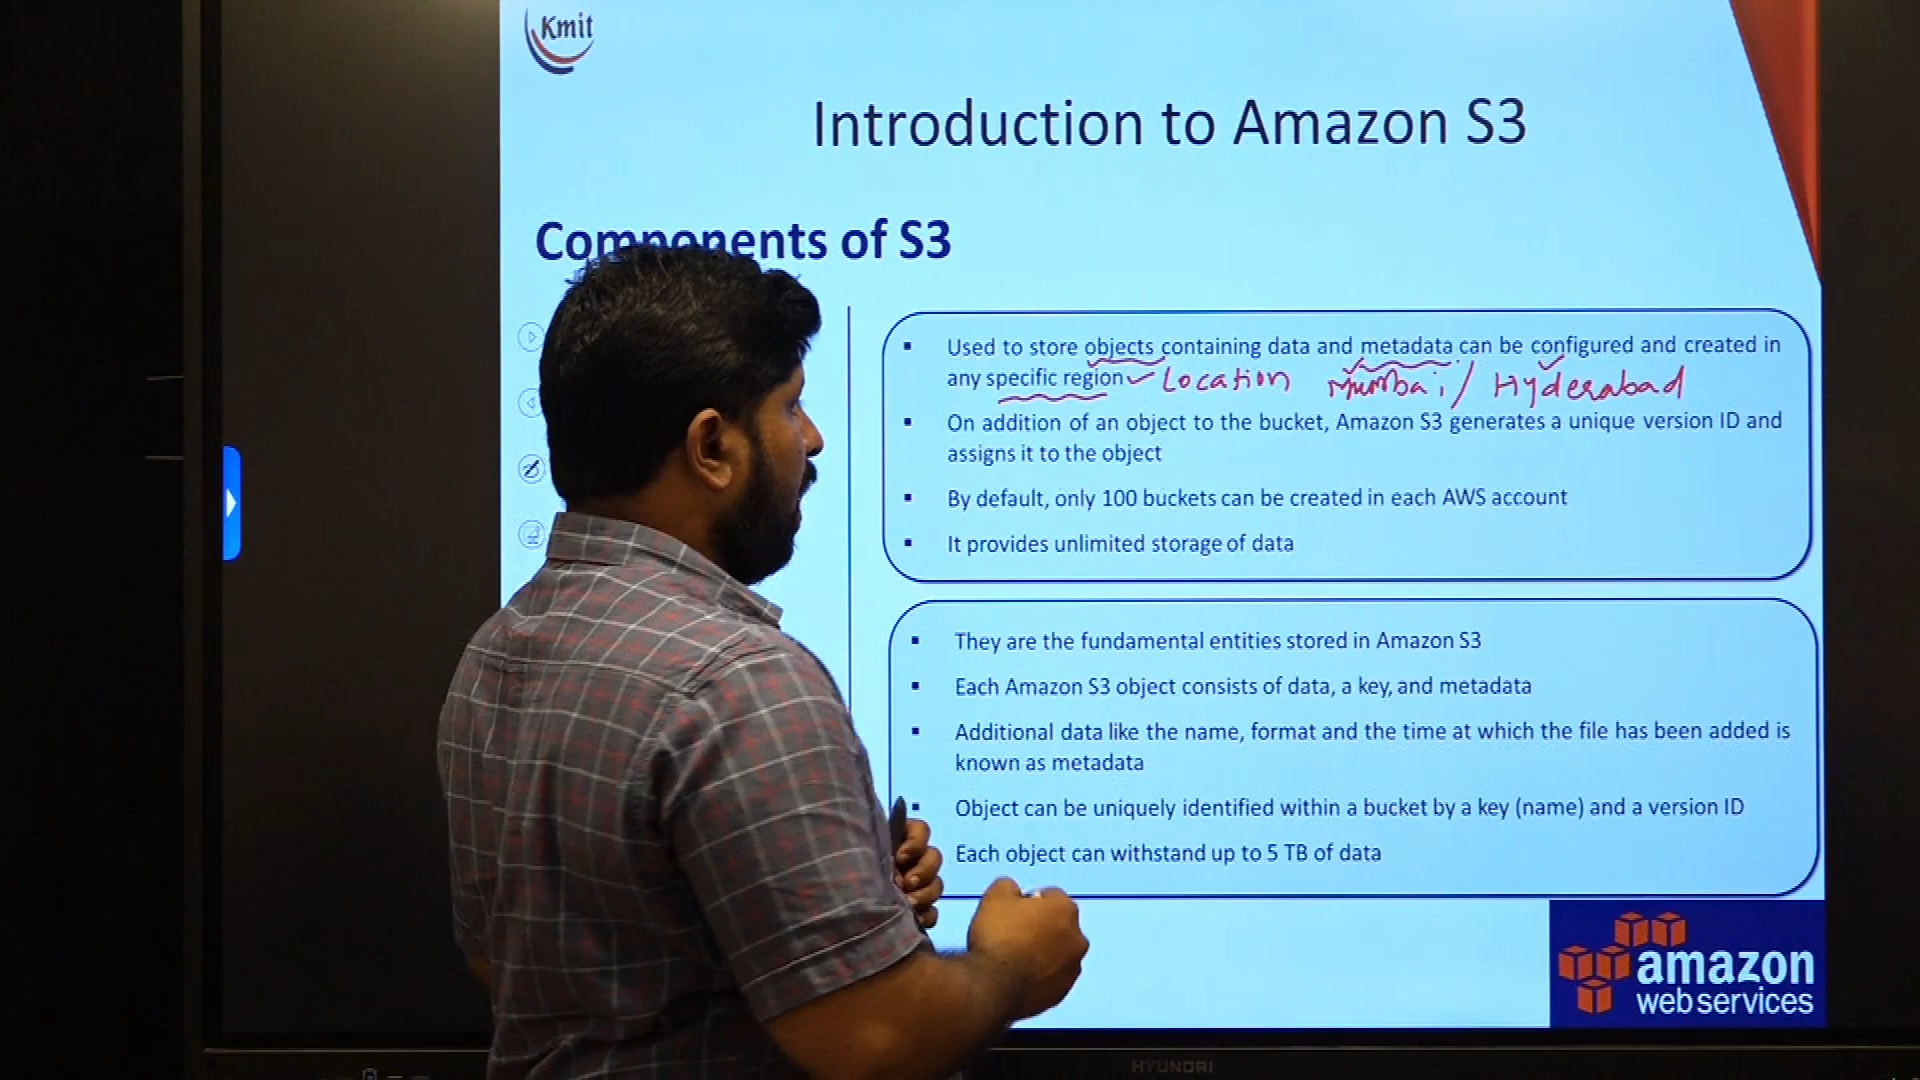 Kmit
Introduction to Amazon S3
Components of S3
▪ Used to store objects containing data and metadata can be configured and created in
any specific region Location Mumbai / Hyderabad
▪ On addition of an object to the bucket, Amazon S3 generates a unique version ID and
assigns it to the object
▪ By default, only 100 buckets can be created in each AWS account
▪ It provides unlimited storage of data
▪ They are the fundamental entities stored in Amazon S3
▪ Each Amazon S3 object consists of data, a key, and metadata
▪ Additional data like the name, format and the time at which the file has been added is
known as metadata
▪ Object can be uniquely identified within a bucket by a key (name) and a version ID
Each object can withstand up to 5 TB of data
amazon
web services
HYUNDAI